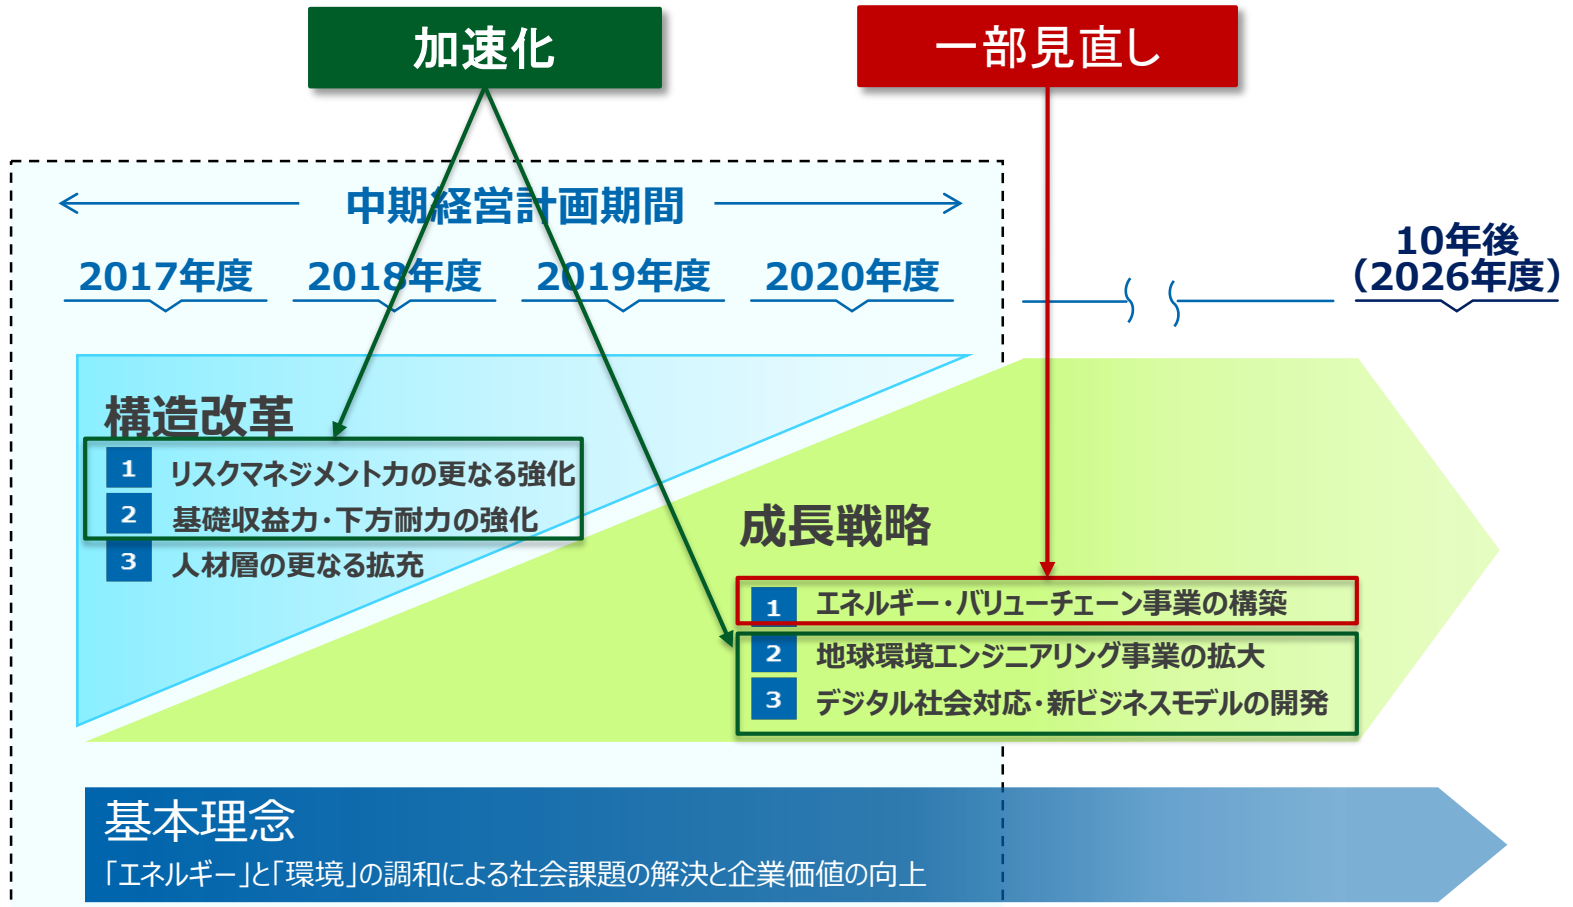 加速化
一部見直し
中期経営計画期間
2017年度
2018年度
2019年度
2020年度
10年後
（2026年度）
構造改革
1 リスクマネジメント力の更なる強化
2 基礎収益力・下方耐力の強化
3 人材層の更なる拡充
成長戦略
1 エネルギー・バリューチェーン事業の構築
2 地球環境エンジニアリング事業の拡大
3 デジタル社会対応・新ビジネスモデルの開発
基本理念
「エネルギー」と「環境」の調和による社会課題の解決と企業価値の向上